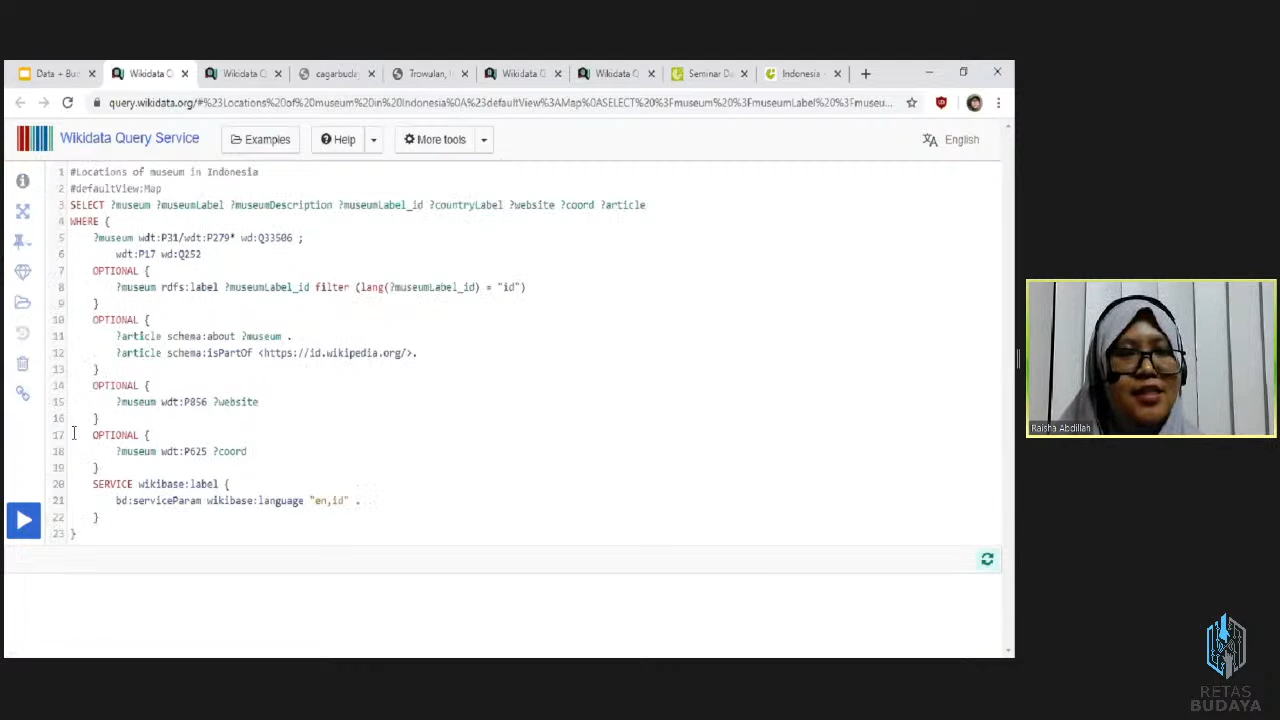 Data + Bu
Wikidata Q
Wikidata Q
cagarbuda
Trowulan,
Wikidata Q
Wikidata Q
Seminar Da
Indonesia -
query.wikidata.org/#%23Locations%20of%20museum%20in%20Indonesia%0A%23defaultView%3AMap%0ASELECT%20%3Fmuseum%20%3FmuseumLabel%20%3Fmuseu...
Wikidata Query Service
Examples
Help
More tools
English
1 #Locations of museum in Indonesia
2 #defaultView:Map
3 SELECT ?museum ?museumLabel ?museumDescription ?museumLabel_id ?countryLabel ?website ?coord ?article
4 WHERE {
5 ?museum wdt:P31/wdt:P279* wd:Q33506 ;
6 wdt:P17 wd:Q252
7 OPTIONAL {
8 ?museum rdfs:label ?museumLabel_id filter (lang(?museumLabel_id) = "id")
9 }
10 OPTIONAL {
11 ?article schema:about ?museum .
12 ?article schema:isPartOf <https://id.wikipedia.org/>.
13 }
14 OPTIONAL {
15 ?museum wdt:P856 ?website
16 }
17 OPTIONAL {
18 ?museum wdt:P625 ?coord
19 }
20 SERVICE wikibase:label {
21 bd:serviceParam wikibase:language "en,id" .
22 }
23 }
Raisha Abdillah
RETAS
BUDAYA